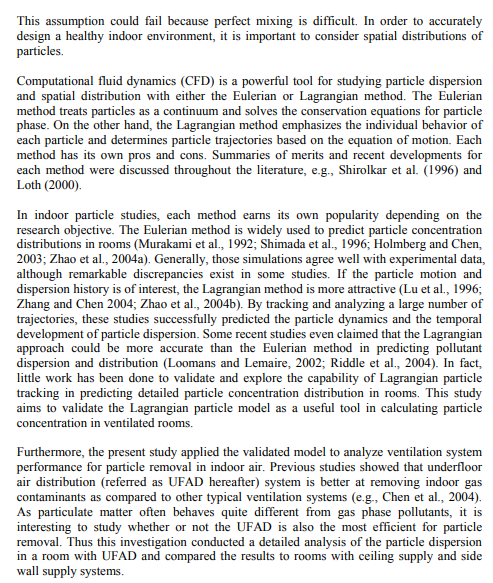 This assumption could fail because perfect mixing is difficult. In order to accurately
design a healthy indoor environment, it is important to consider spatial distributions of
particles.
Computational fluid dynamics (CFD) is a powerful tool for studying particle dispersion
and spatial distribution with either the Eulerian or Lagrangian method. The Eulerian
method treats particles as a continuum and solves the conservation equations for particle
phase. On the other hand, the Lagrangian method emphasizes the individual behavior of
each particle and determines particle trajectories based on the equation of motion. Each
method has its own pros and cons. Summaries of merits and recent developments for
each method were discussed throughout the literature, e.g., Shirolkar et al. (1996) and
Loth (2000).
In indoor particle studies, each method earns its own popularity depending on the
research objective. The Eulerian method is widely used to predict particle concentration
distributions in rooms (Murakami et al., 1992; Shimada et al., 1996; Holmberg and Chen,
2003; Zhao et al., 2004a). Generally, those simulations agree well with experimental data,
although remarkable discrepancies exist in some studies. If the particle motion and
dispersion history is of interest, the Lagrangian method is more attractive (Lu et al., 1996;
Zhang and Chen 2004; Zhao et al., 2004b). By tracking and analyzing a large number of
trajectories, these studies successfully predicted the particle dynamics and the temporal
development of particle dispersion. Some recent studies even claimed that the Lagrangian
approach could be more accurate than the Eulerian method in predicting pollutant
dispersion and distribution (Loomans and Lemaire, 2002; Riddle et al., 2004). In fact,
little work has been done to validate and explore the capability of Lagrangian particle
tracking in predicting detailed particle concentration distribution in rooms. This study
aims to validate the Lagrangian particle model as a useful tool in calculating particle
concentration in ventilated rooms.
Furthermore, the present study applied the validated model to analyze ventilation system
performance for particle removal in indoor air. Previous studies showed that underfloor
air distribution (referred as UFAD hereafter) system is better at removing indoor gas
contaminants as compared to other typical ventilation systems (e.g., Chen et al., 2004).
As particulate matter often behaves quite different from gas phase pollutants, it is
interesting to study whether or not the UFAD is also the most efficient for particle
removal. Thus this investigation conducted a detailed analysis of the particle dispersion
in a room with UFAD and compared the results to rooms with ceiling supply and side
wall supply systems.